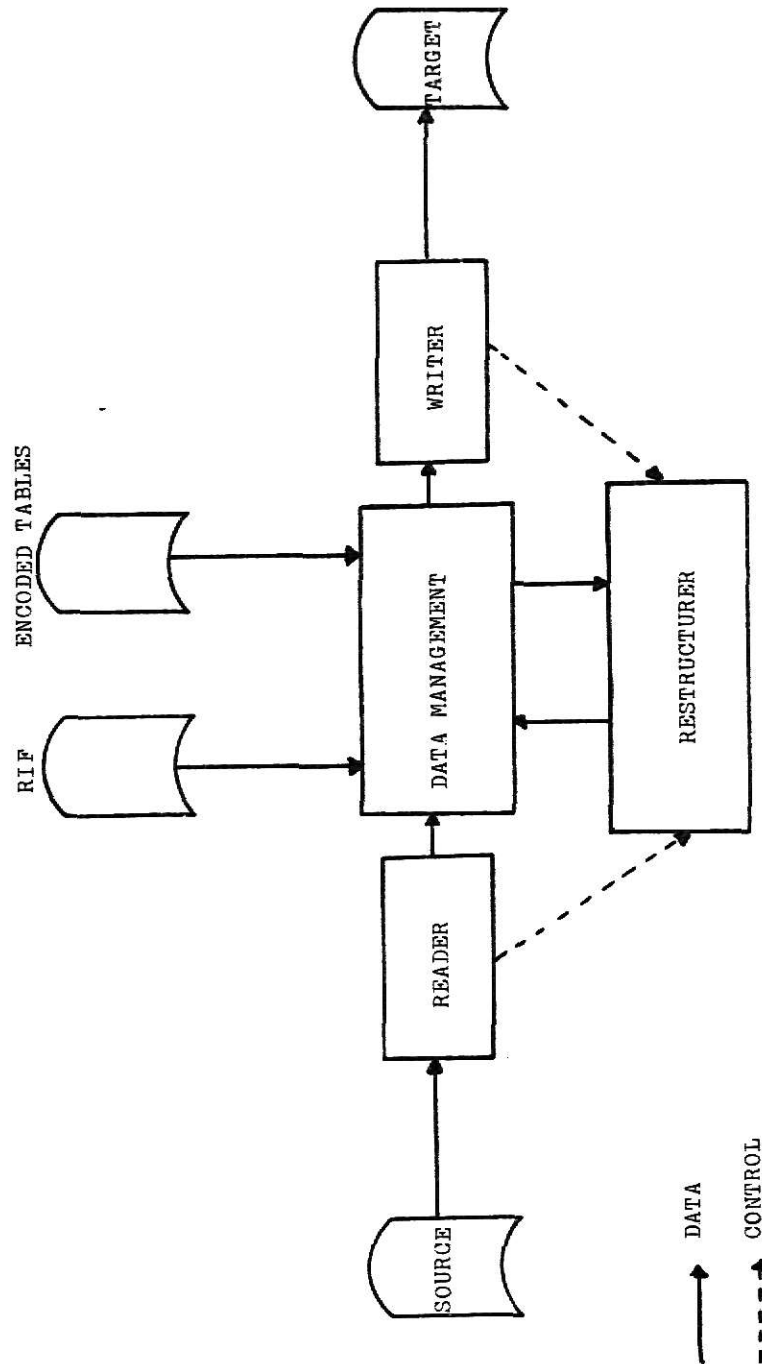 RIF
ENCODED TABLES
SOURCE
READER
DATA MANAGEMENT
WRITER
TARGET
RESTRUCTURER
DATA
CONTROL